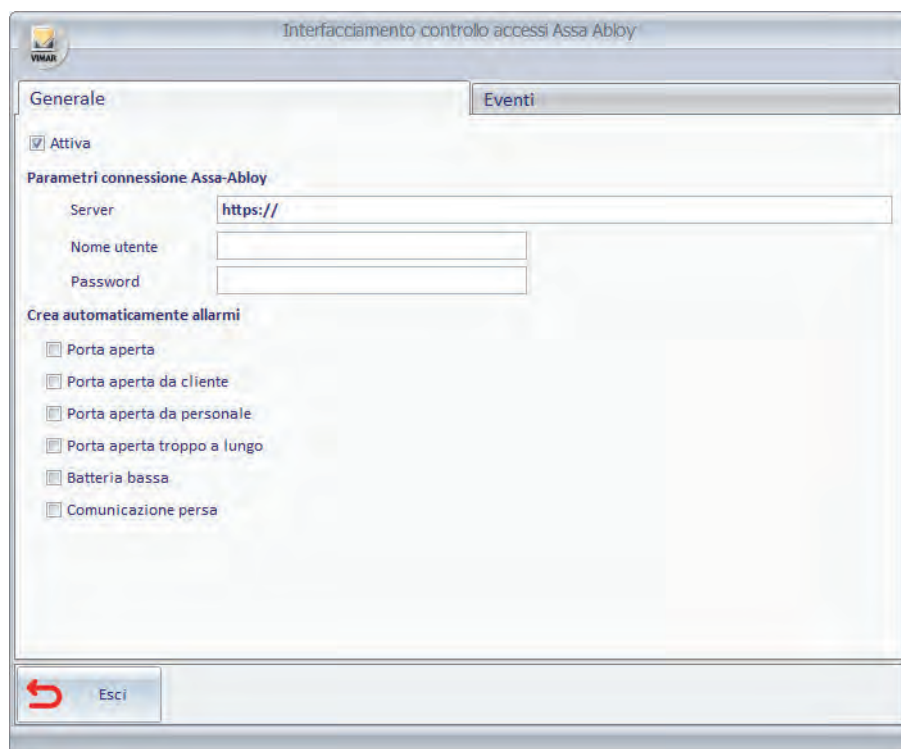 Interfacciamento controllo accessi Assa Abloy
VIMAR
Generale
Eventi
Attiva
Parametri connessione Assa-Abloy
Server https://
Nome utente
Password
Crea automaticamente allarmi
Porta aperta
Porta aperta da cliente
Porta aperta da personale
Porta aperta troppo a lungo
Batteria bassa
Comunicazione persa
Esci